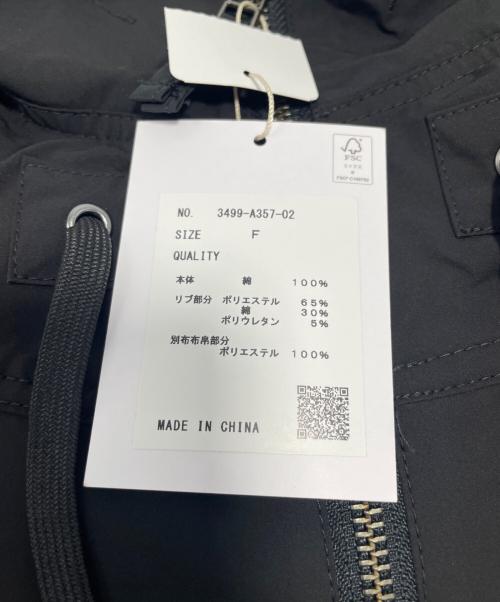 FSC
NO. 3499-A357-02
SIZE F
QUALITY
本体 綿 100%
リブ部分 ポリエステル 65%
綿 30%
ポリウレタン 5%
別布布帛部分
ポリエステル 100%
MADE IN CHINA